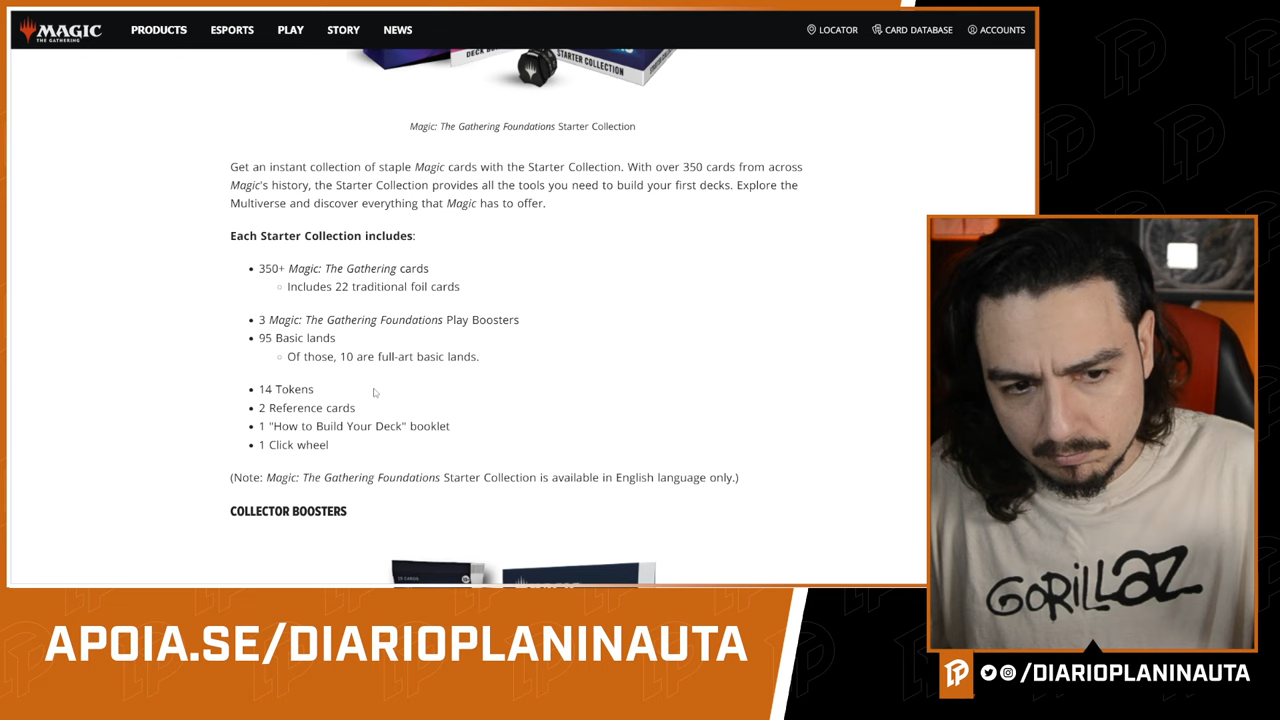 MAGIC
THE GATHERING
PRODUCTS
ESPORTS
PLAY
STORY
NEWS
LOCATOR
CARD DATABASE
ACCOUNTS
STARTER COLLECTION
Magic: The Gathering Foundations Starter Collection
Get an instant collection of staple Magic cards with the Starter Collection. With over 350 cards from across
Magic's history, the Starter Collection provides all the tools you need to build your first decks. Explore the
Multiverse and discover everything that Magic has to offer.
Each Starter Collection includes:
• 350+ Magic: The Gathering cards
◦ Includes 22 traditional foil cards
• 3 Magic: The Gathering Foundations Play Boosters
• 95 Basic lands
◦ Of those, 10 are full-art basic lands.
• 14 Tokens
• 2 Reference cards
• 1 "How to Build Your Deck" booklet
• 1 Click wheel
(Note: Magic: The Gathering Foundations Starter Collection is available in English language only.)
COLLECTOR BOOSTERS
GORILLAZ
APOIA.SE/DIARIOPLANINAUTA
/DIARIOPLANINAUTA